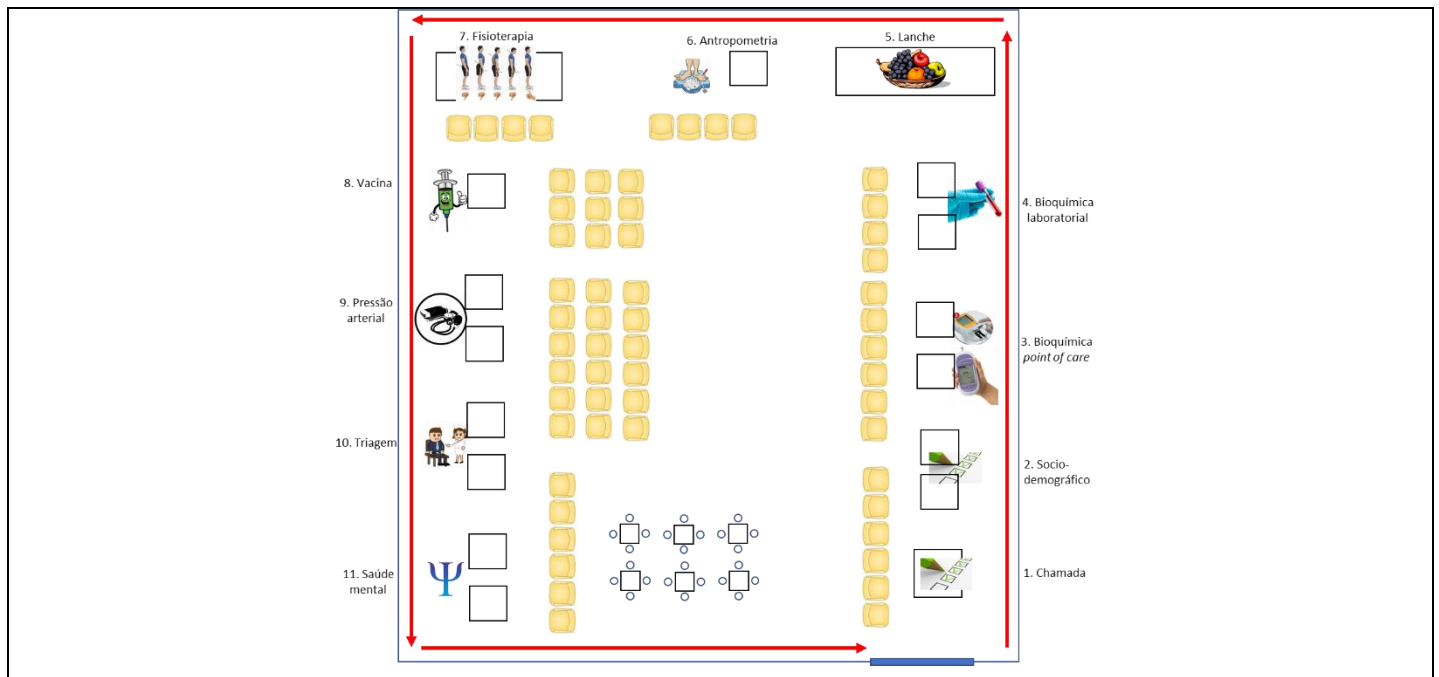 7. Fisioterapia
6. Antropometria
5. Lanche
8. Vacina
4. Bioquímica
laboratorial
9. Pressão
arterial
3. Bioquímica
point of care
10. Triagem
2. Socio-
demográfico
11. Saúde
mental
1. Chamada